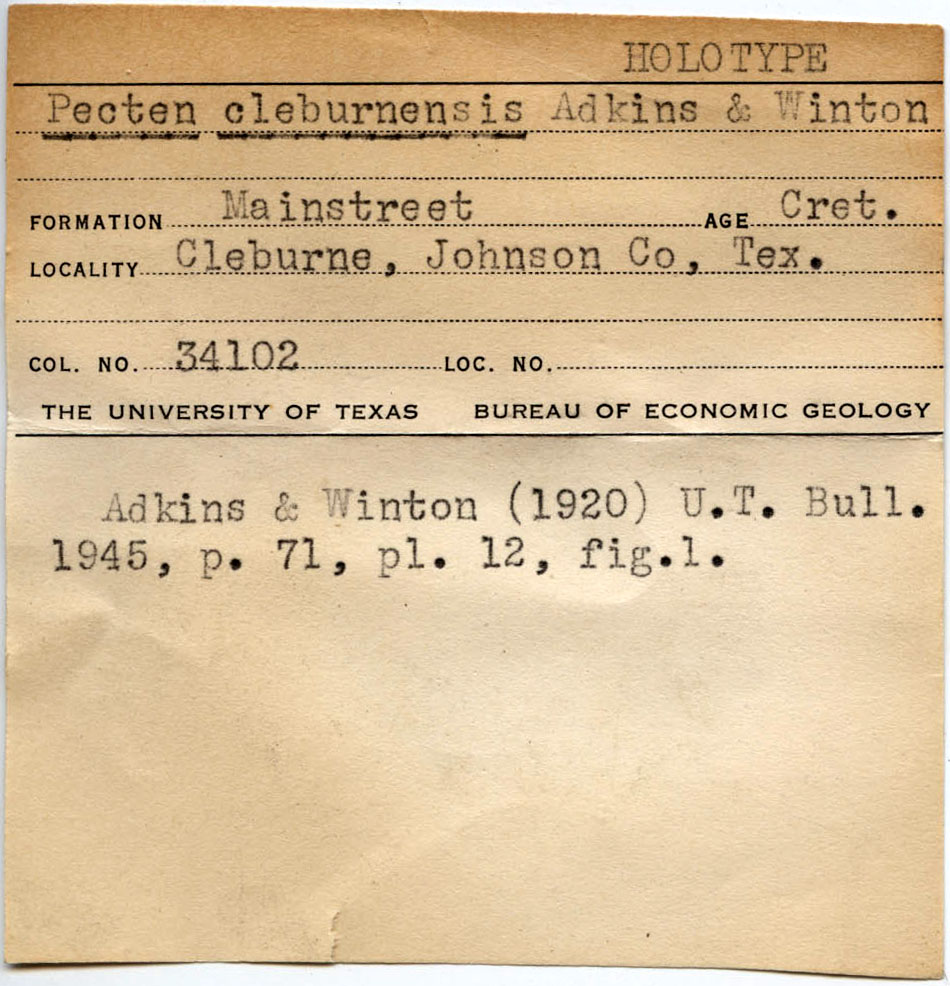 HOLOTYPE
Pecten cleburnensis Adkins & Winton
FORMATION Mainstreet AGE Cret.
LOCALITY Cleburne, Johnson Co, Tex.
COL. NO. 34102 LOC. NO.
THE UNIVERSITY OF TEXAS BUREAU OF ECONOMIC GEOLOGY
Adkins & Winton (1920) U.T. Bull.
1945, p. 71, pl. 12, fig.1.